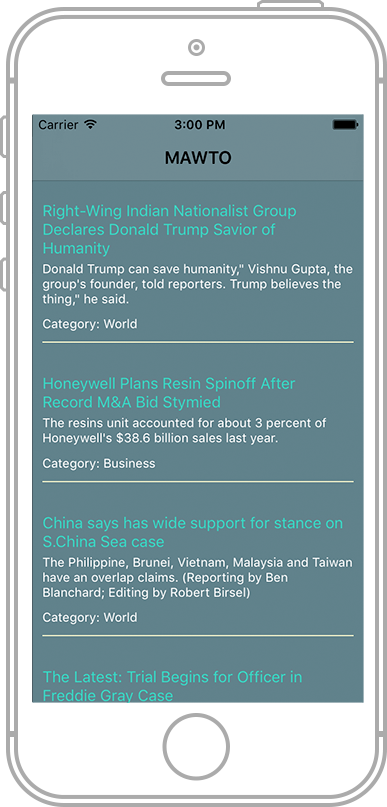 Carrier 3:00 PM
MAWTO
Right-Wing Indian Nationalist Group
Declares Donald Trump Savior of
Humanity
Donald Trump can save humanity," Vishnu Gupta, the
group's founder, told reporters. Trump believes the
thing," he said.
Category: World
Honeywell Plans Resin Spinoff After
Record M&A Bid Stymied
The resins unit accounted for about 3 percent of
Honeywell's $38.6 billion sales last year.
Category: Business
China says has wide support for stance on
S.China Sea case
The Philippine, Brunei, Vietnam, Malaysia and Taiwan
have an overlap claims. (Reporting by Ben
Blanchard; Editing by Robert Birsel)
Category: World
The Latest: Trial Begins for Officer in
Freddie Gray Case